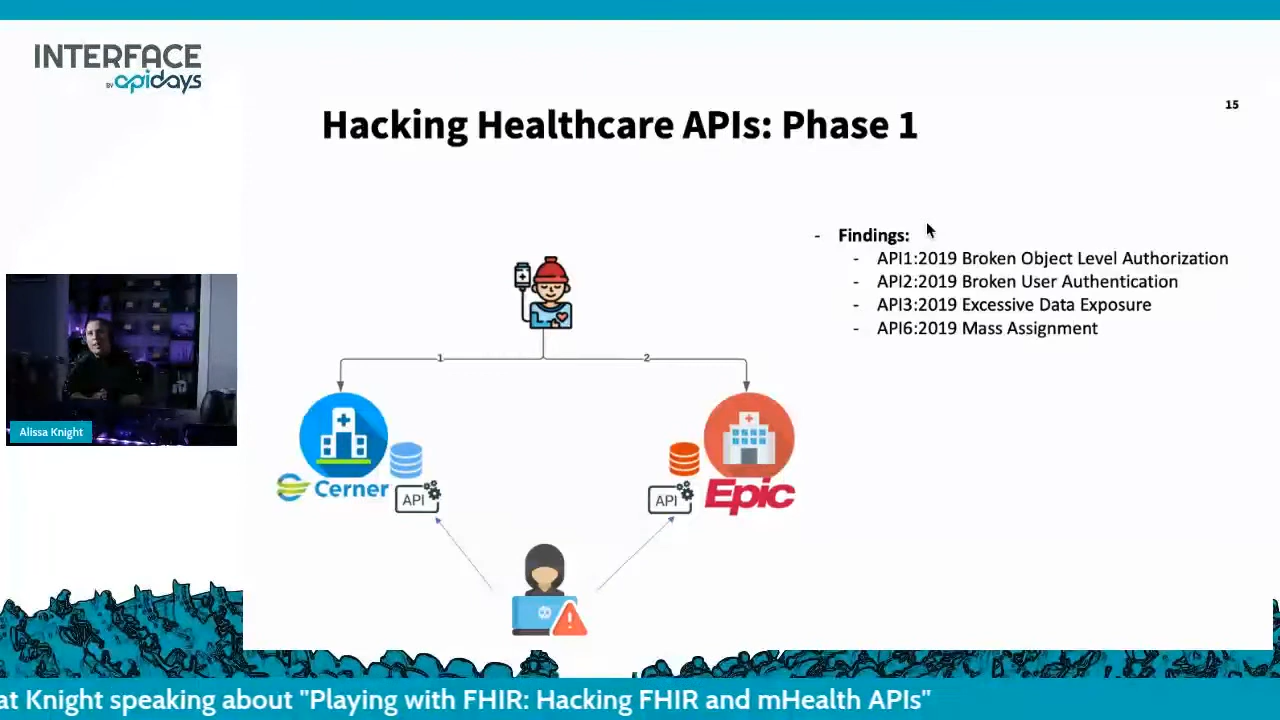 INTERFACE
BY apidays
15
Hacking Healthcare APIs: Phase 1
- Findings:
- API1:2019 Broken Object Level Authorization
- API2:2019 Broken User Authentication
- API3:2019 Excessive Data Exposure
- API6:2019 Mass Assignment
1
2
Alissa Knight
Cerner
API
API
Epic
at Knight speaking about "Playing with FHIR: Hacking FHIR and mHealth APIs"